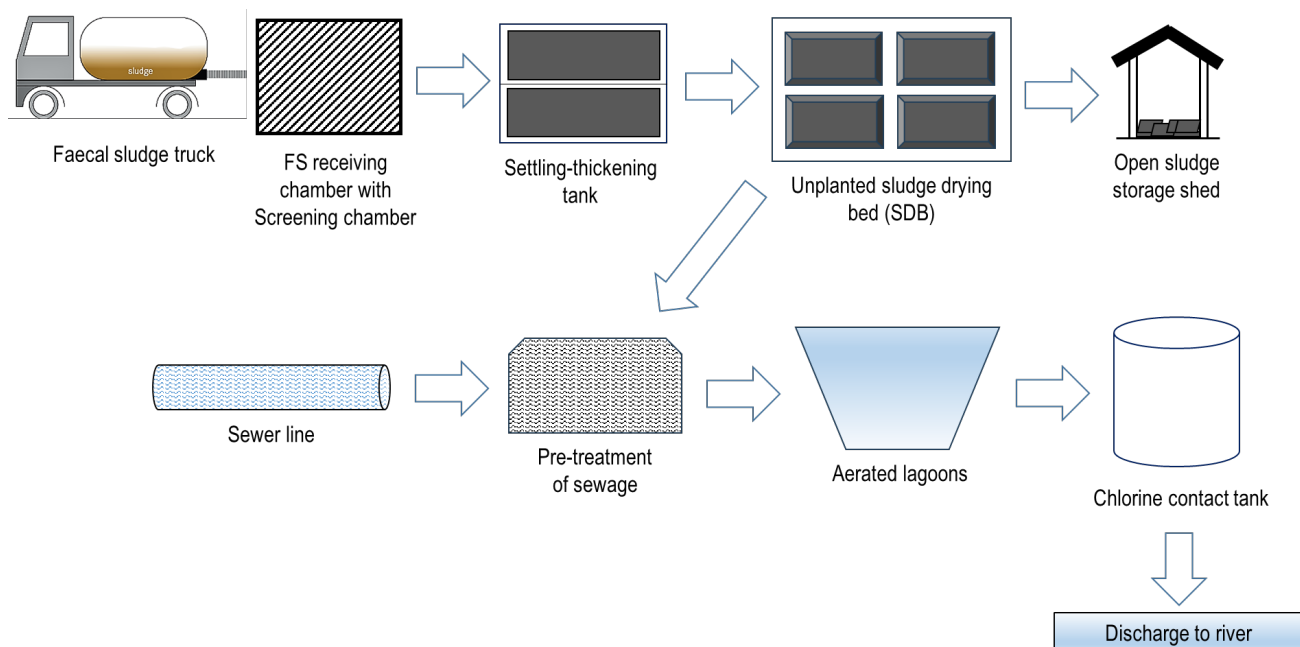 sludge
Faecal sludge truck
FS receiving
chamber with
Screening chamber
Settling-thickening
tank
Unplanted sludge drying
bed (SDB)
Open sludge
storage shed
Sewer line
Pre-treatment
of sewage
Aerated lagoons
Chlorine contact tank
Discharge to river